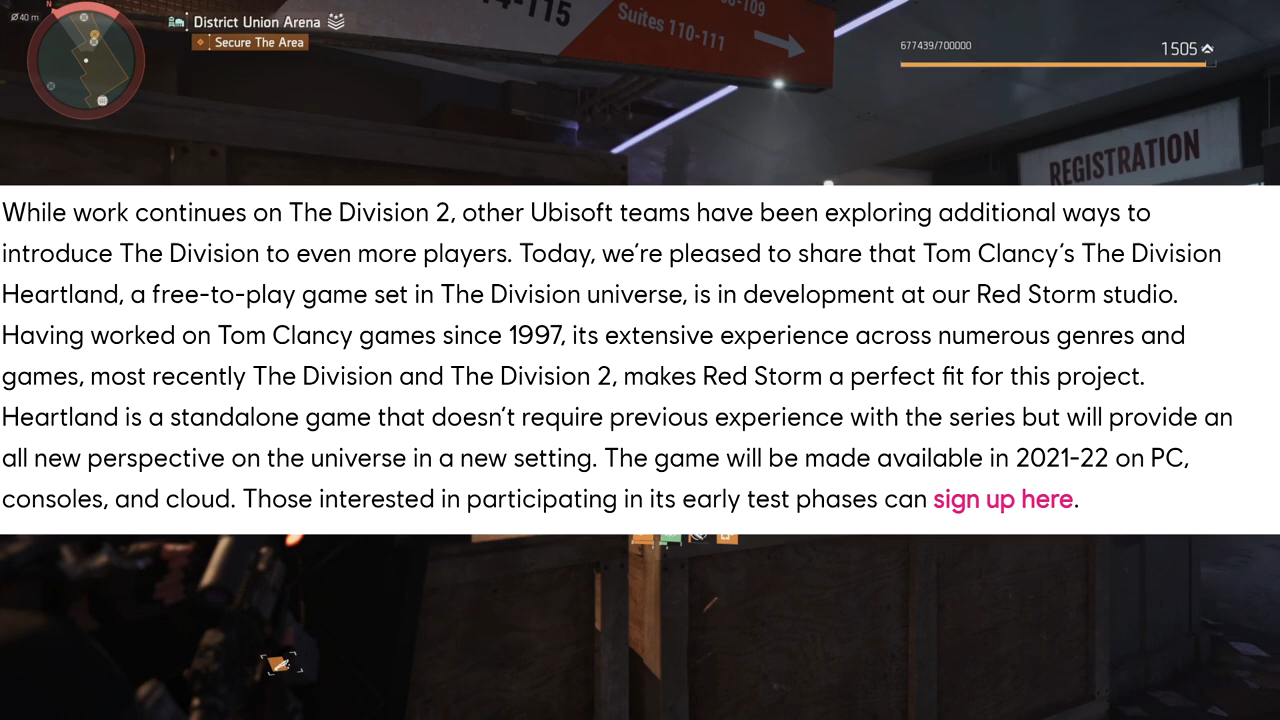 N
40 m
District Union Arena
Secure The Area
-115
Suites 110-111
-109
677439/700000
1505
REGISTRATION
While work continues on The Division 2, other Ubisoft teams have been exploring additional ways to
introduce The Division to even more players. Today, we're pleased to share that Tom Clancy's The Division
Heartland, a free-to-play game set in The Division universe, is in development at our Red Storm studio.
Having worked on Tom Clancy games since 1997, its extensive experience across numerous genres and
games, most recently The Division and The Division 2, makes Red Storm a perfect fit for this project.
Heartland is a standalone game that doesn't require previous experience with the series but will provide an
all new perspective on the universe in a new setting. The game will be made available in 2021-22 on PC,
consoles, and cloud. Those interested in participating in its early test phases can sign up here.